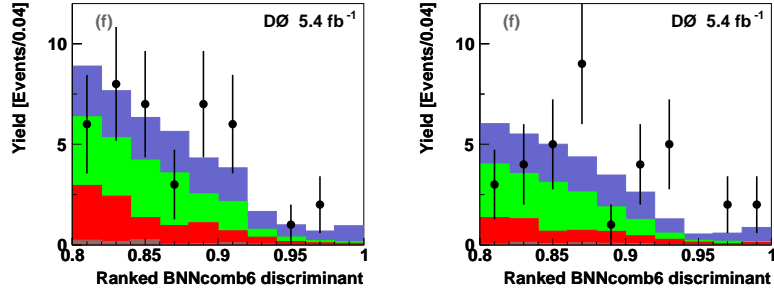 (f) DØ 5.4 fb⁻¹
Yield [Events/0.04]
10
5
0
0.8 0.85 0.9 0.95 1
Ranked BNNcomb6 discriminant
(f) DØ 5.4 fb⁻¹
Yield [Events/0.04]
10
5
0
0.8 0.85 0.9 0.95 1
Ranked BNNcomb6 discriminant